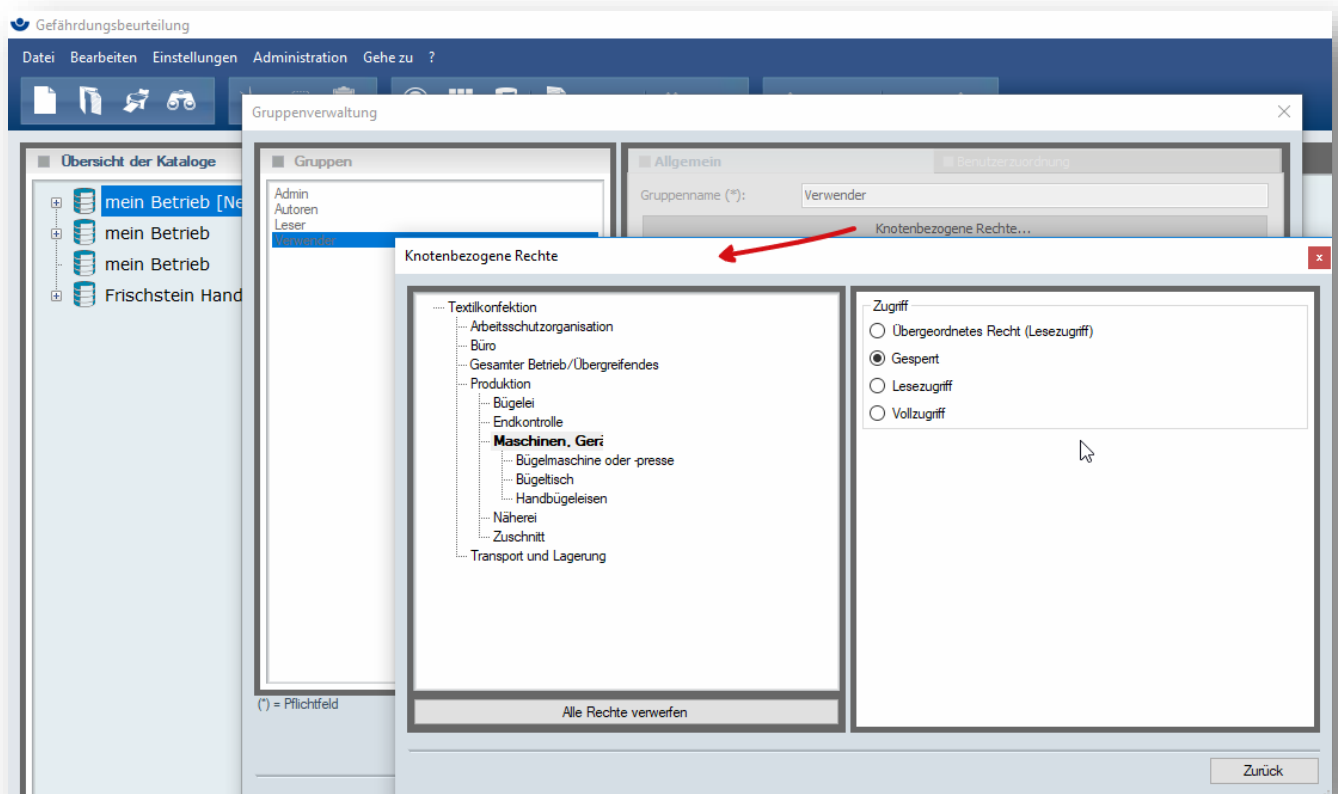 Gefährdungsbeurteilung
Datei Bearbeiten Einstellungen Administration Gehe zu ?
Gruppenverwaltung
Übersicht der Kataloge
mein Betrieb [Ne
mein Betrieb
mein Betrieb
Frischstein Hand
Gruppen
Admin
Autoren
Leser
Verwender
(*) = Pflichtfeld
Allgemein
Benutzerzuordnung
Gruppenname (*):
Verwender
Knotenbezogene Rechte...
Knotenbezogene Rechte
x
Textilkonfektion
Arbeitsschutzorganisation
Büro
Gesamter Betrieb/Übergreifendes
Produktion
Bügelei
Endkontrolle
Maschinen, Gerä
Bügelmaschine oder -presse
Bügeltisch
Handbügeleisen
Näherei
Zuschnitt
Transport und Lagerung
Alle Rechte verwerfen
Zugriff
Übergeordnetes Recht (Lesezugriff)
Gesperrt
Lesezugriff
Vollzugriff
Zurück